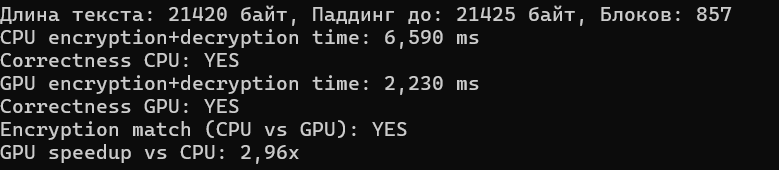 Длина текста: 21420 байт, Паддинг до: 21425 байт, Блоков: 857
CPU encryption+decryption time: 6,590 ms
Correctness CPU: YES
GPU encryption+decryption time: 2,230 ms
Correctness GPU: YES
Encryption match (CPU vs GPU): YES
GPU speedup vs CPU: 2,96x